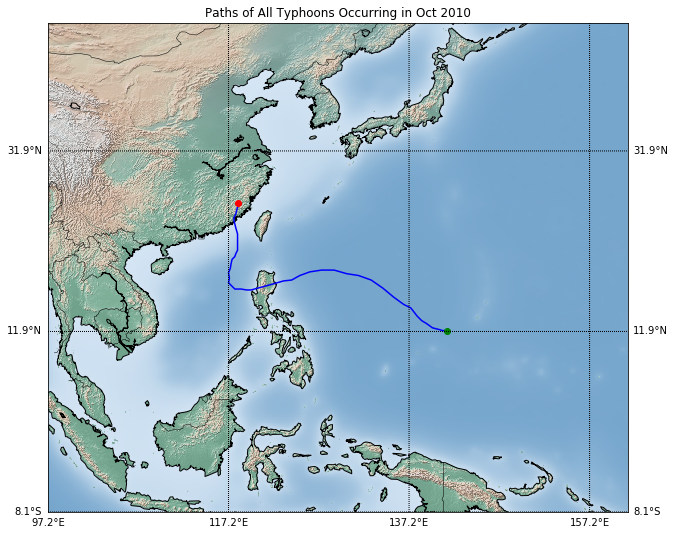 Paths of All Typhoons Occurring in Oct 2010
31.9°N 31.9°N
11.9°N 11.9°N
8.1°S 8.1°S
97.2°E 117.2°E 137.2°E 157.2°E